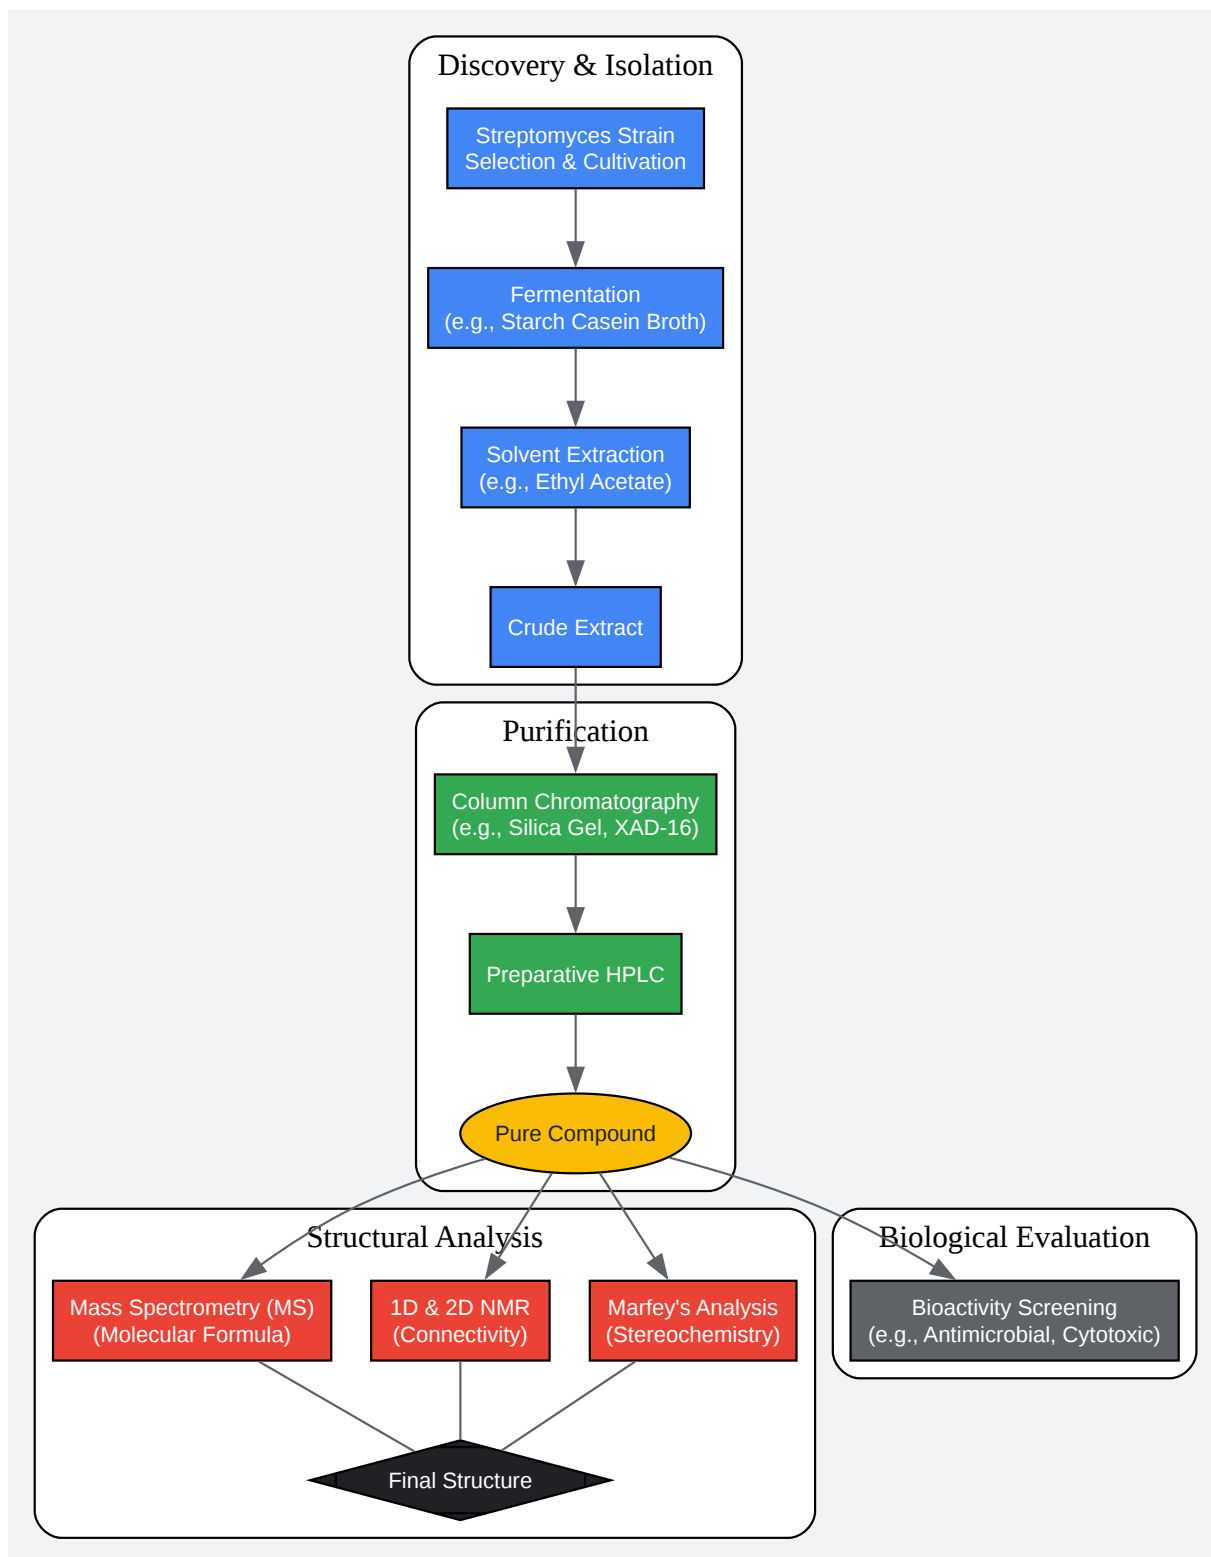 Discovery & Isolation
Streptomyces Strain
Selection & Cultivation
Fermentation
(e.g., Starch Casein Broth)
Solvent Extraction
(e.g., Ethyl Acetate)
Crude Extract
Purification
Column Chromatography
(e.g., Silica Gel, XAD-16)
Preparative HPLC
Pure Compound
Structural Analysis
Mass Spectrometry (MS)
(Molecular Formula)
1D & 2D NMR
(Connectivity)
Marfey's Analysis
(Stereochemistry)
Final Structure
Biological Evaluation
Bioactivity Screening
(e.g., Antimicrobial, Cytotoxic)